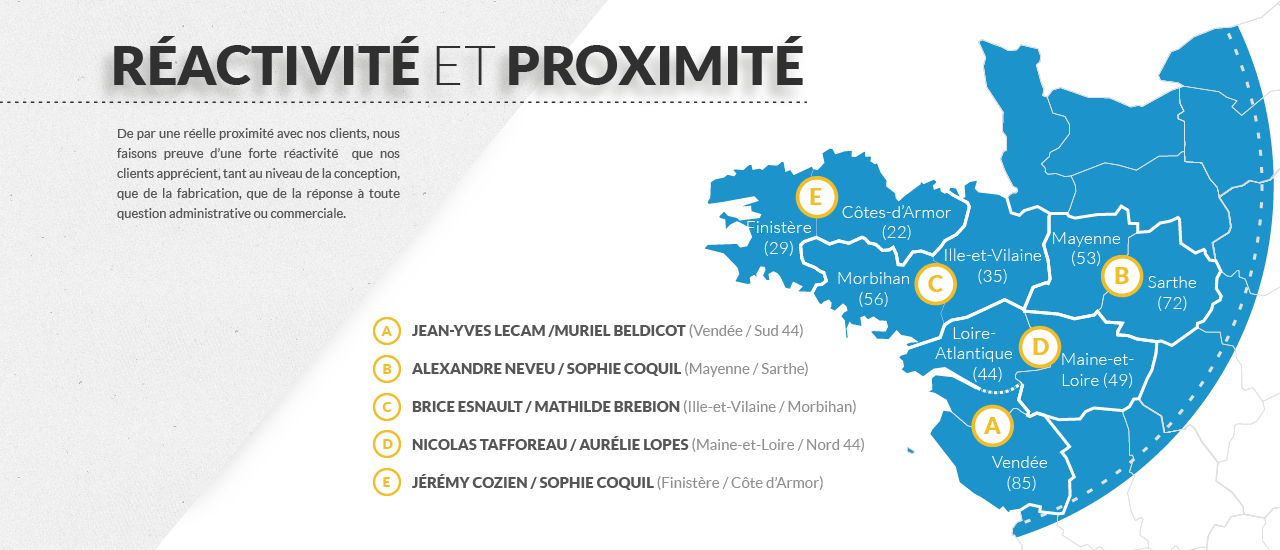 RÉACTIVITÉ ET PROXIMITÉ
De par une réelle proximité avec nos clients, nous
faisons preuve d'une forte réactivité que nos
clients apprécient, tant au niveau de la conception,
que de la fabrication, que de la réponse à toute
question administrative ou commerciale.
A JEAN-YVES LECAM /MURIEL BELDICOT (Vendée / Sud 44)
B ALEXANDRE NEVEU / SOPHIE COQUIL (Mayenne / Sarthe)
C BRICE ESNAULT / MATHILDE BREBION (Ille-et-Vilaine / Morbihan)
D NICOLAS TAFFOREAU / AURÉLIE LOPES (Maine-et-Loire / Nord 44)
E JÉRÉMY COZIEN / SOPHIE COQUIL (Finistère / Côte d'Armor)
E
Finistère
(29)
Côtes-d'Armor
(22)
Morbihan
(56)
C
Ille-et-Vilaine
(35)
Mayenne
(53)
B
Sarthe
(72)
Loire-
Atlantique
(44)
D
Maine-et-
Loire (49)
A
Vendée
(85)